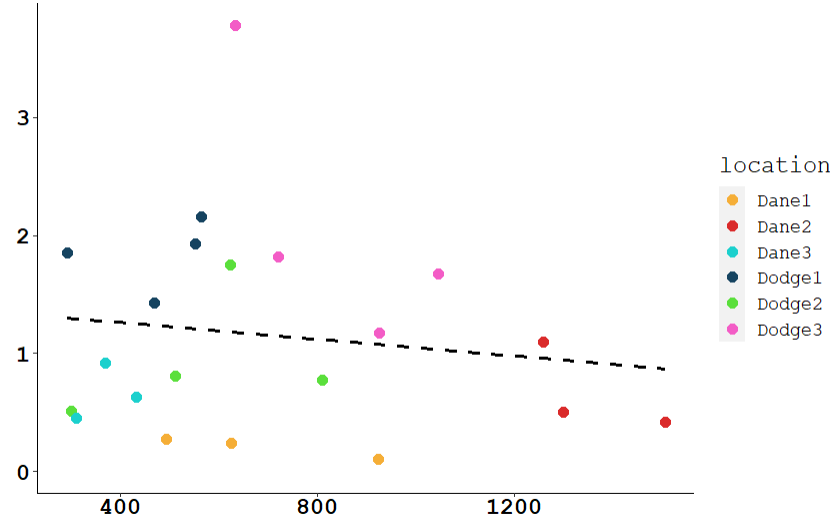 3
2
1
0
400 800 1200
location
Dane1
Dane2
Dane3
Dodge1
Dodge2
Dodge3